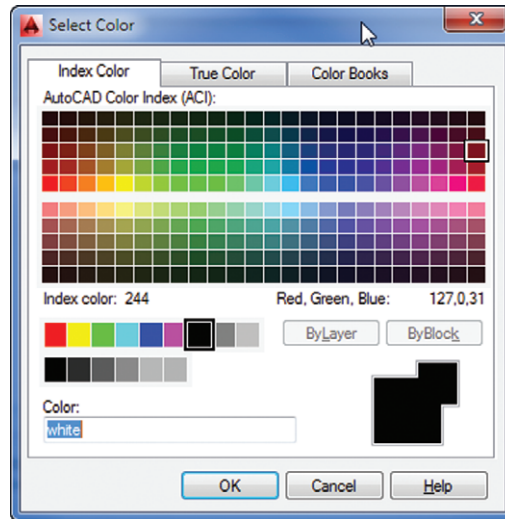 Select Color
Index Color True Color Color Books
AutoCAD Color Index (ACI):
Index color: 244 Red, Green, Blue: 127,0,31
ByLayer ByBlock
Color:
white
OK Cancel Help